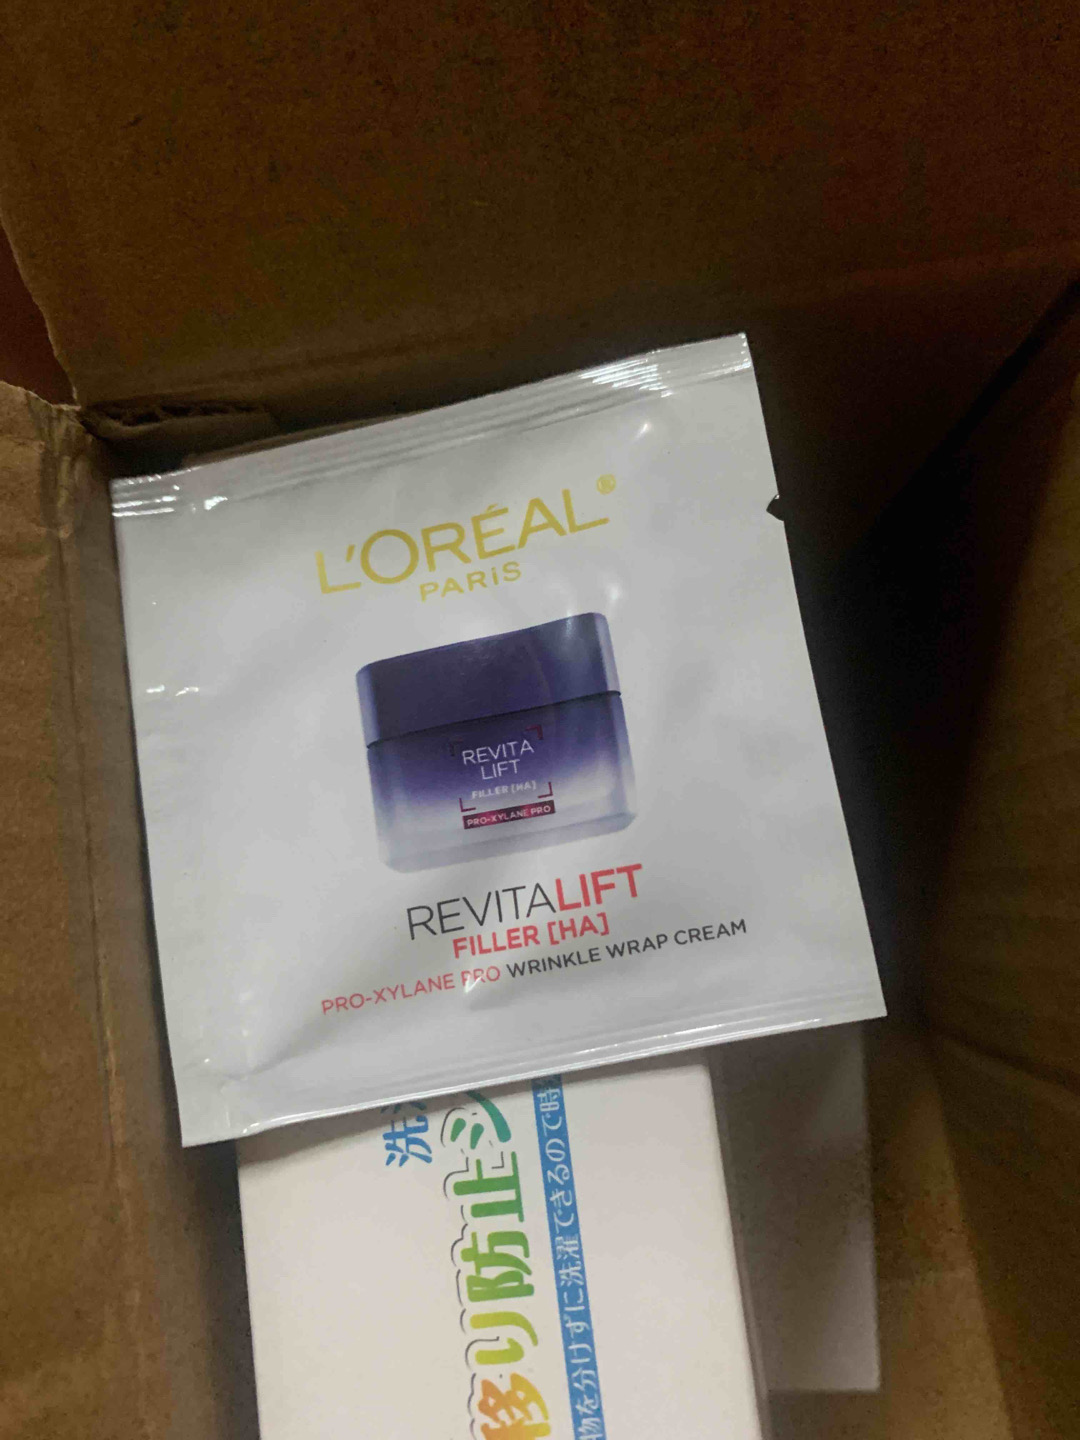 L'ORÉAL®
PARiS
REVITA
LIFT
FILLER [HA]
PRO-XYLANE PRO
REVITALIFT
FILLER [HA]
PRO-XYLANE PRO WRINKLE WRAP CREAM
洗
移り防止シ
物を分けずに洗濯できるので時